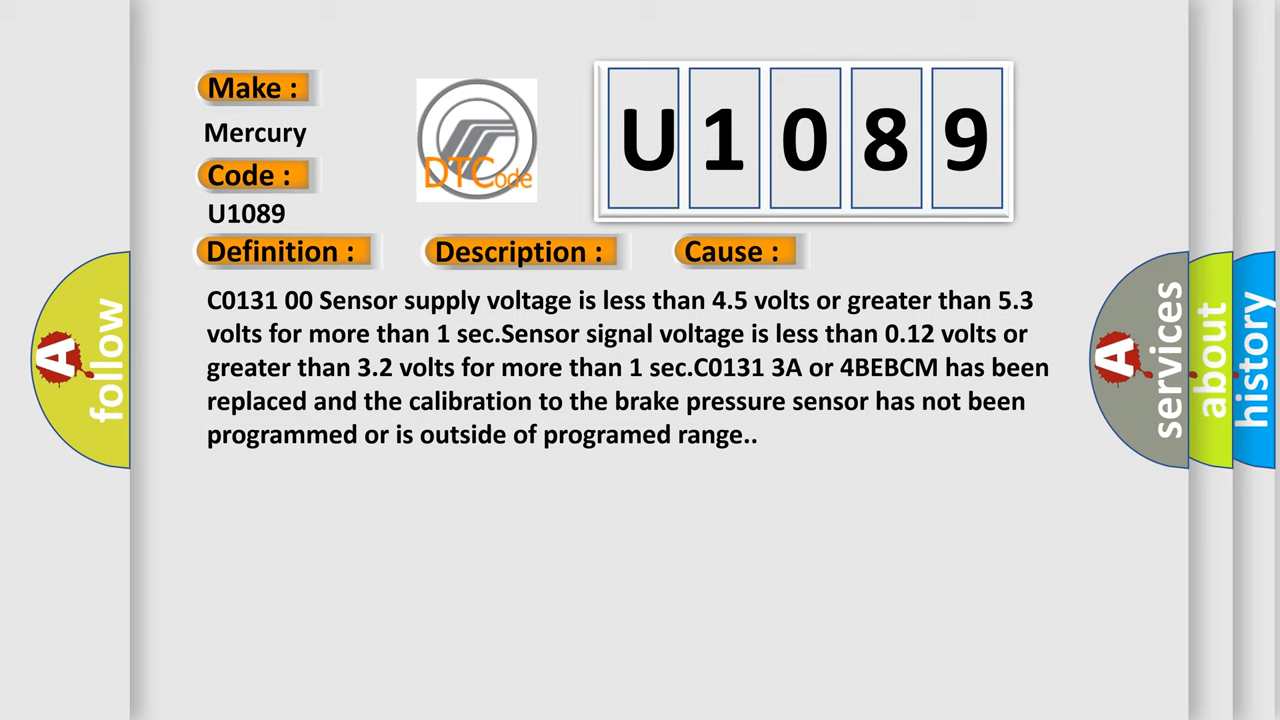 Make :
Mercury
Code :
U1089
DTCode
U1089
Definition :
Description :
Cause :
C0131 00 Sensor supply voltage is less than 4.5 volts or greater than 5.3
volts for more than 1 sec.Sensor signal voltage is less than 0.12 volts or
greater than 3.2 volts for more than 1 sec.C0131 3A or 4BEBCM has been
replaced and the calibration to the brake pressure sensor has not been
programmed or is outside of programed range..
A follow
A services
about
history